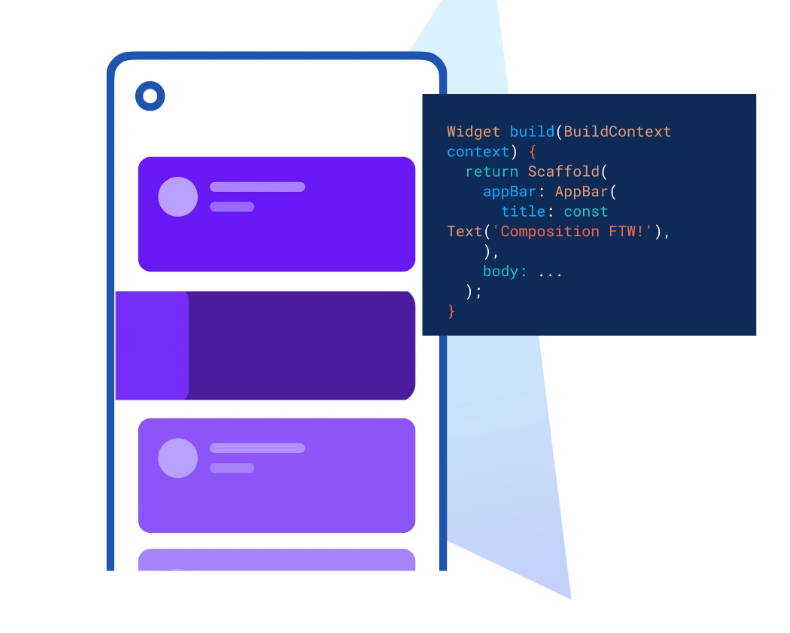 Widget build(BuildContext
context) {
  return Scaffold(
    appBar: AppBar(
      title: const
Text('Composition FTW!'),
    ),
    body: ...
  );
}